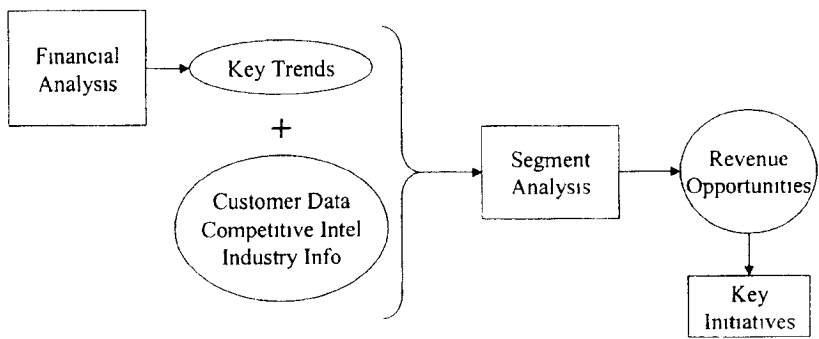 Financial
Analysis
Key Trends
+
Customer Data
Competitive Intel
Industry Info
Segment
Analysis
Revenue
Opportunities
Key
Initiatives